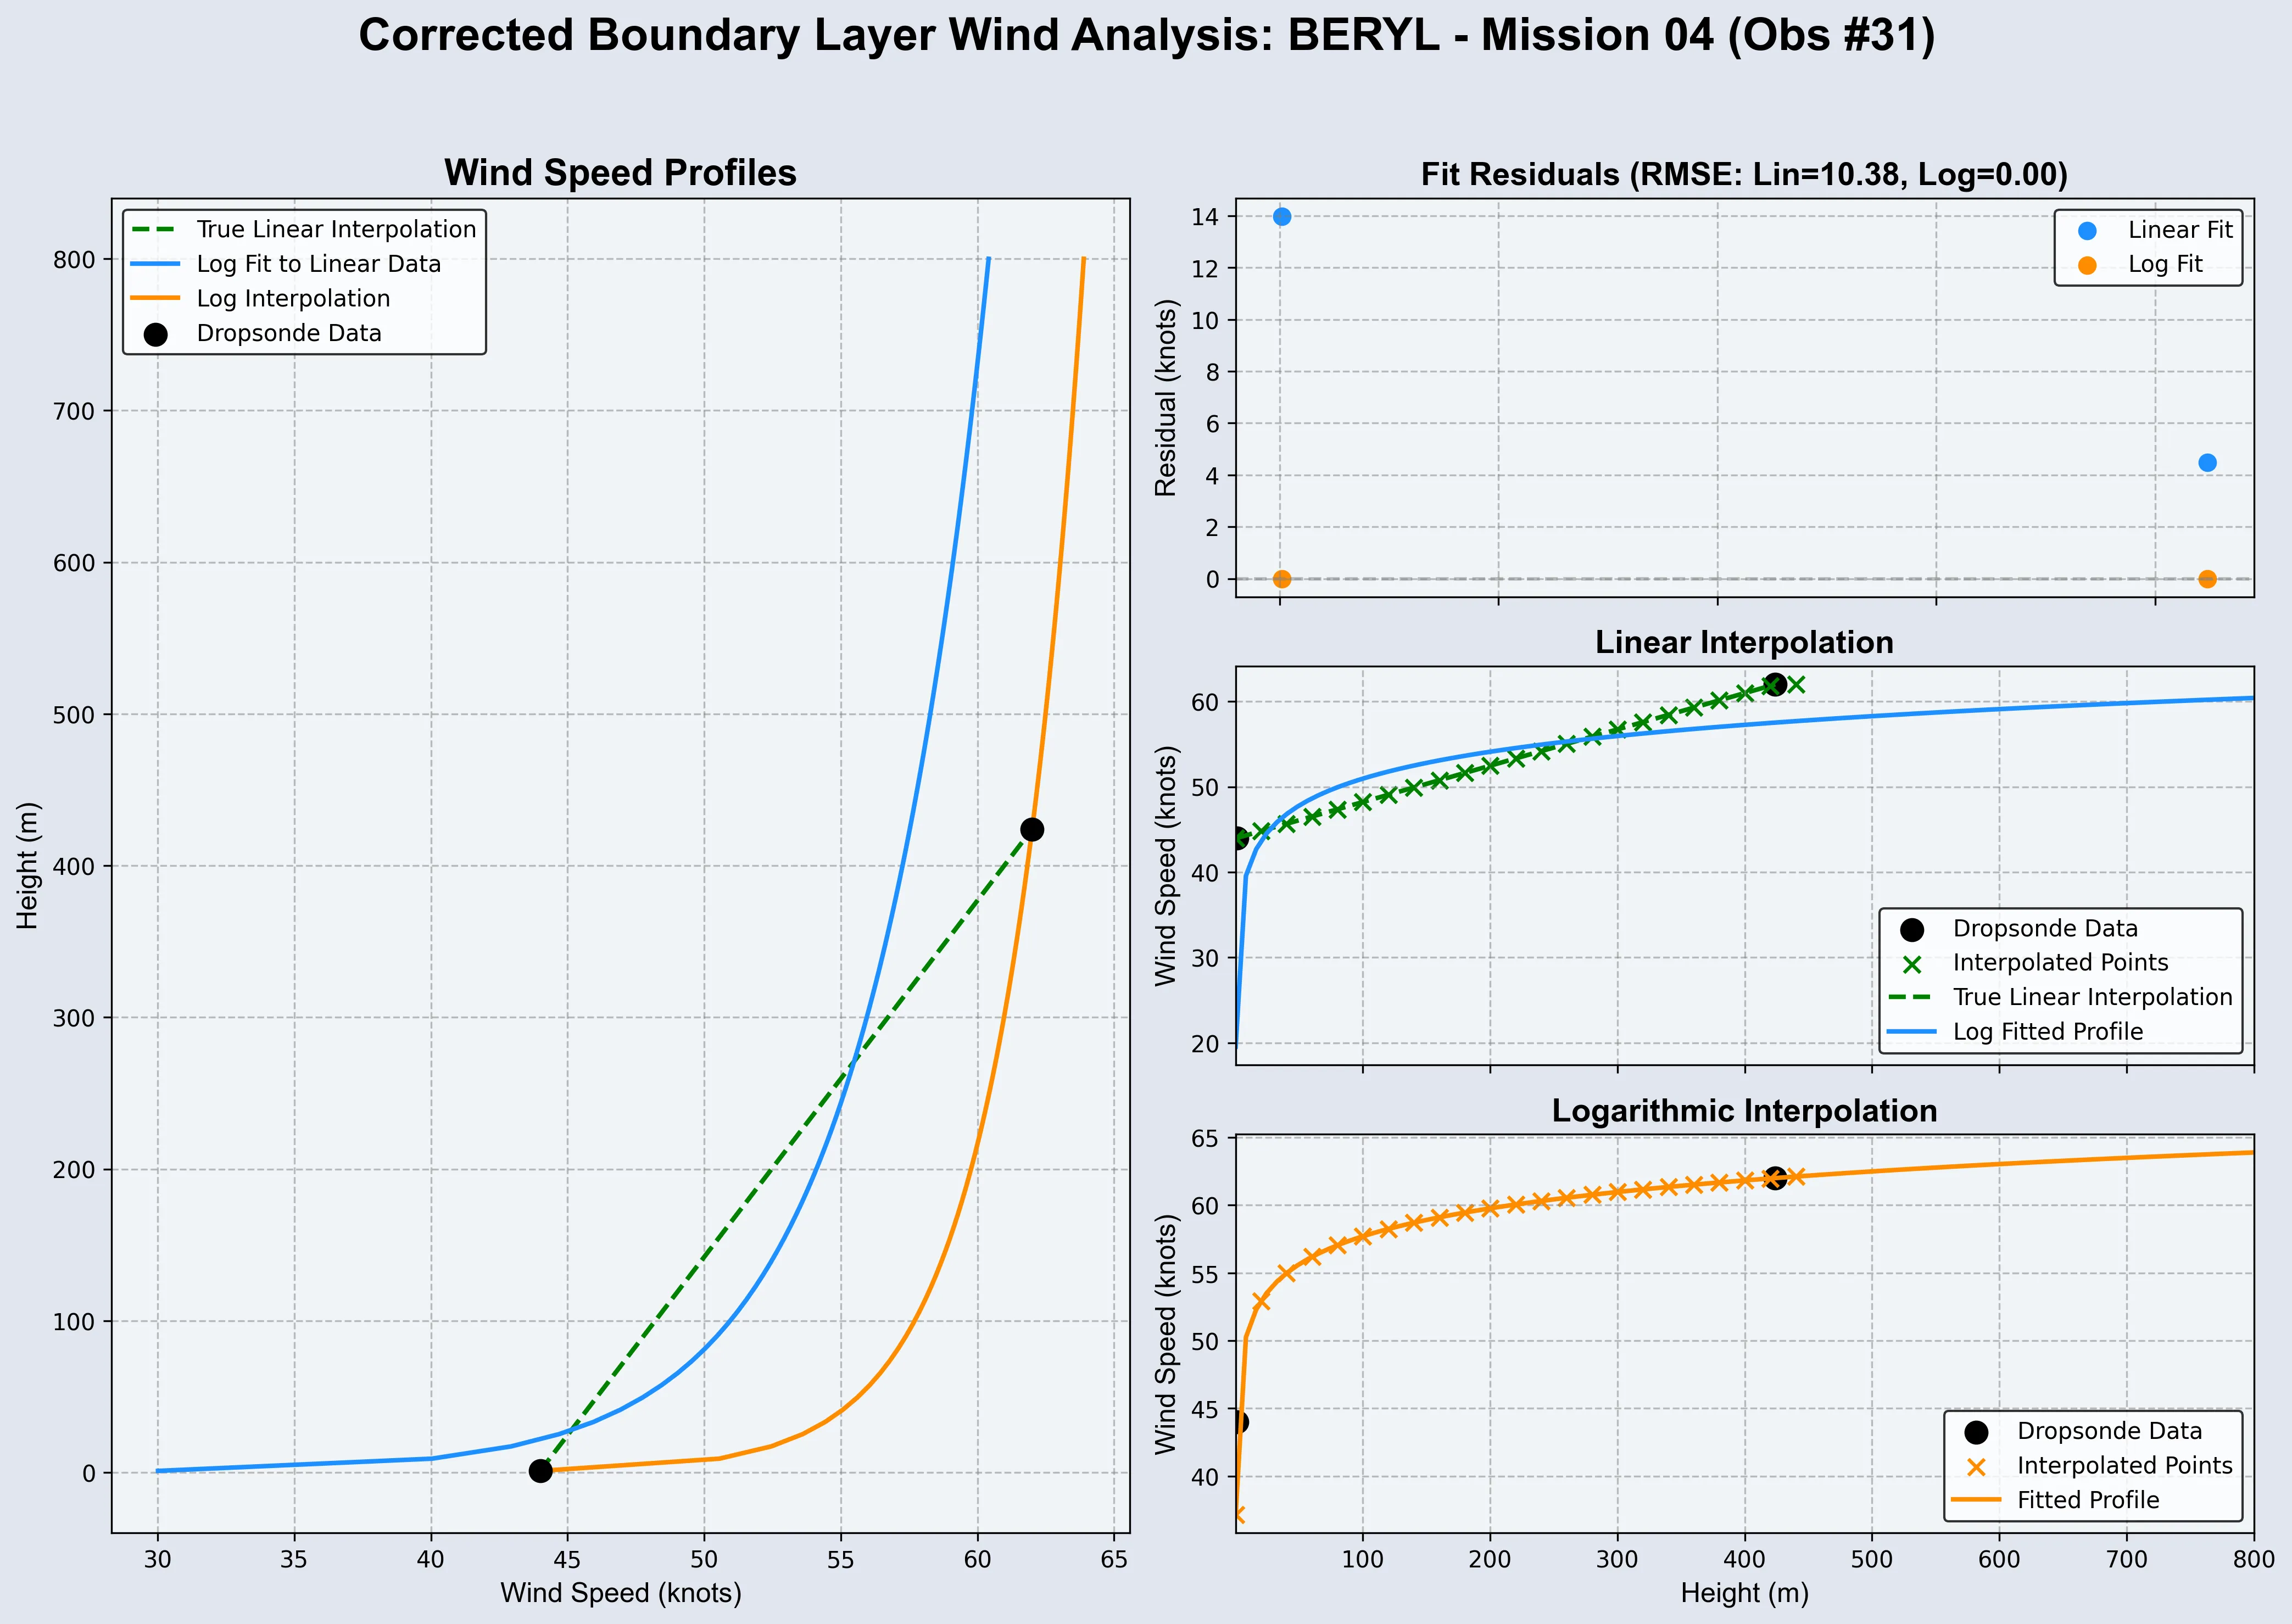 Corrected Boundary Layer Wind Analysis: BERYL - Mission 04 (Obs #31)
Wind Speed Profiles
True Linear Interpolation
Log Fit to Linear Data
Log Interpolation
Dropsonde Data
800
700
600
500
400
300
200
100
0
Height (m)
30 35 40 45 50 55 60 65
Wind Speed (knots)
Fit Residuals (RMSE: Lin=10.38, Log=0.00)
Linear Fit
Log Fit
14
12
10
8
6
4
2
0
Residual (knots)
Linear Interpolation
60
50
40
30
20
Wind Speed (knots)
Dropsonde Data
Interpolated Points
True Linear Interpolation
Log Fitted Profile
Logarithmic Interpolation
65
60
55
50
45
40
Wind Speed (knots)
Dropsonde Data
Interpolated Points
Fitted Profile
100 200 300 400 500 600 700 800
Height (m)